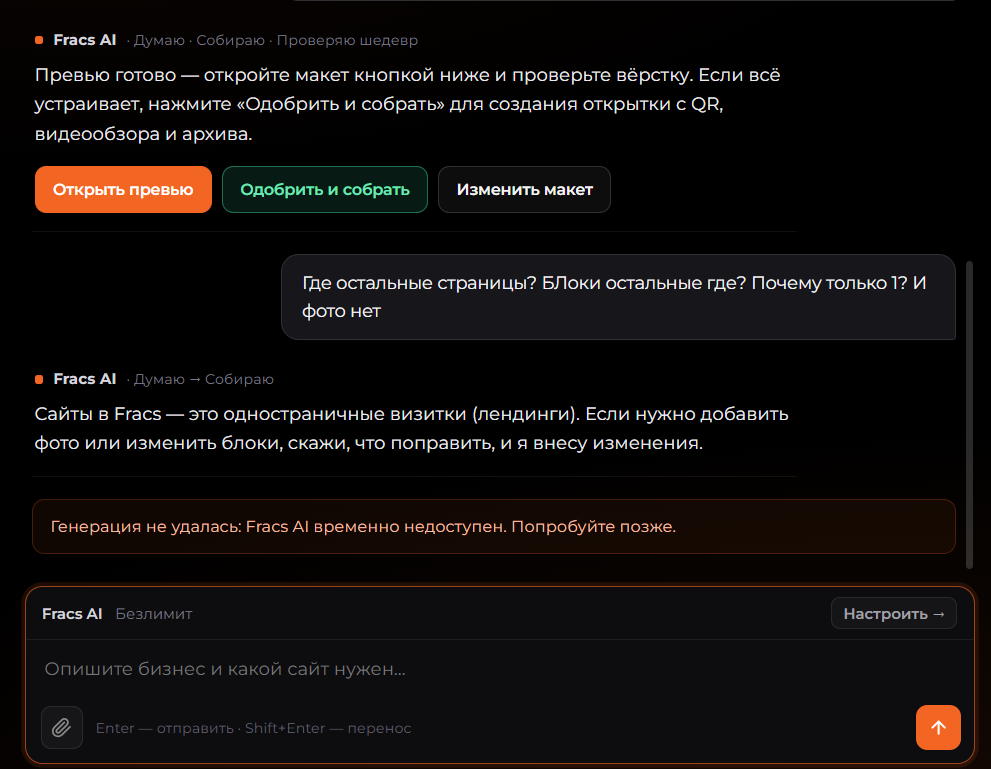 Fracs AI · Думаю · Собираю · Проверяю шедевр
Превью готово — откройте макет кнопкой ниже и проверьте вёрстку. Если всё
устраивает, нажмите «Одобрить и собрать» для создания открытки с QR,
видеообзора и архива.
Открыть превью
Одобрить и собрать
Изменить макет
Где остальные страницы? БЛоки остальные где? Почему только 1? И
фото нет
Fracs AI · Думаю → Собираю
Сайты в Fracs — это одностраничные визитки (лендинги). Если нужно добавить
фото или изменить блоки, скажи, что поправить, и я внесу изменения.
Генерация не удалась: Fracs AI временно недоступен. Попробуйте позже.
Fracs AI Безлимит
Настроить →
Опишите бизнес и какой сайт нужен...
Enter — отправить · Shift+Enter — перенос